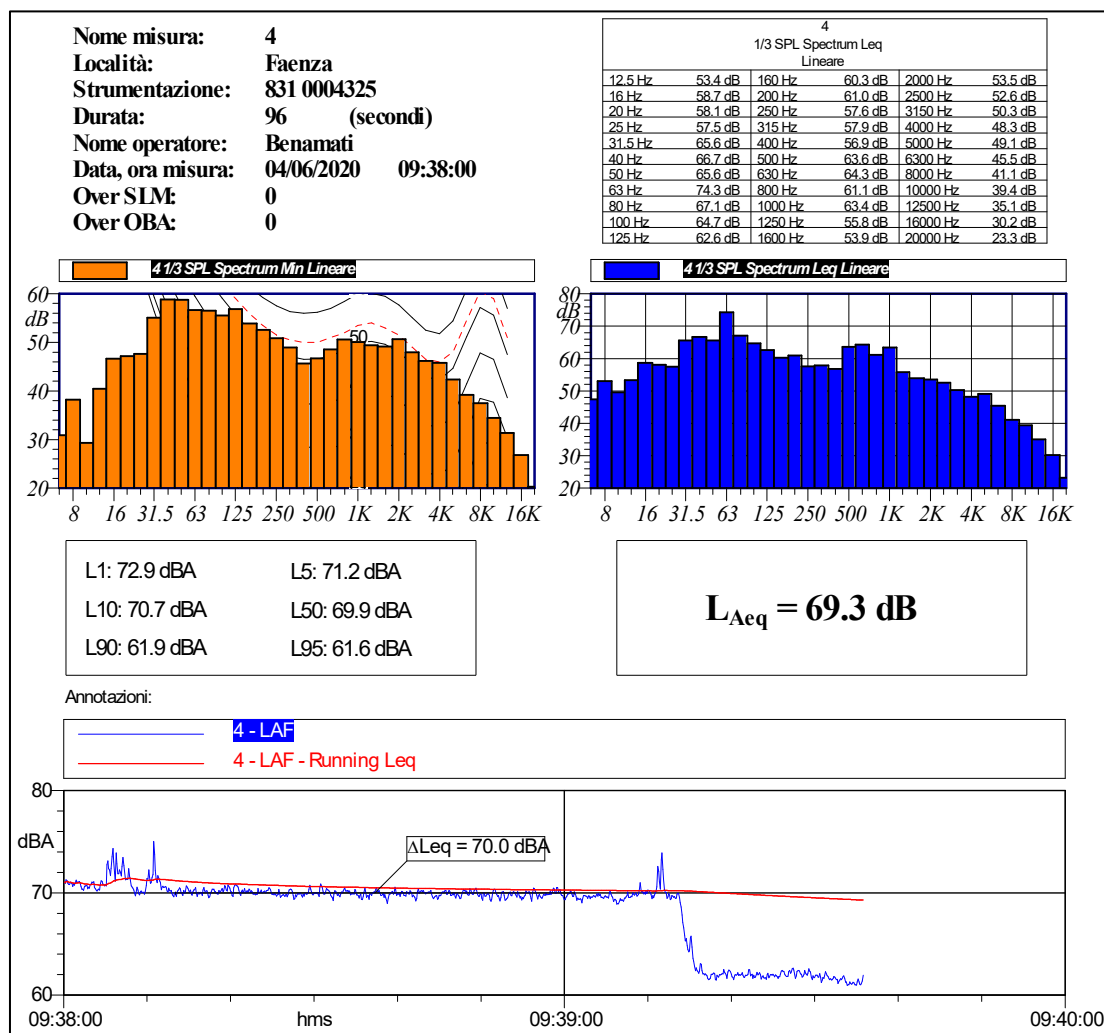 Nome misura: 4
Località: Faenza
Strumentazione: 831 0004325
Durata: 96 (secondi)
Nome operatore: Benamati
Data, ora misura: 04/06/2020 09:38:00
Over SLM: 0
Over OBA: 0
4
1/3 SPL Spectrum Leq
Lineare
12.5 Hz 53.4 dB 160 Hz 60.3 dB 2000 Hz 53.5 dB
16 Hz 58.7 dB 200 Hz 61.0 dB 2500 Hz 52.6 dB
20 Hz 58.1 dB 250 Hz 57.6 dB 3150 Hz 50.3 dB
25 Hz 57.5 dB 315 Hz 57.9 dB 4000 Hz 48.3 dB
31.5 Hz 65.6 dB 400 Hz 56.9 dB 5000 Hz 49.1 dB
40 Hz 66.7 dB 500 Hz 63.6 dB 6300 Hz 45.5 dB
50 Hz 65.6 dB 630 Hz 64.3 dB 8000 Hz 41.1 dB
63 Hz 74.3 dB 800 Hz 61.1 dB 10000 Hz 39.4 dB
80 Hz 67.1 dB 1000 Hz 63.4 dB 12500 Hz 35.1 dB
100 Hz 64.7 dB 1250 Hz 55.8 dB 16000 Hz 30.2 dB
125 Hz 62.6 dB 1600 Hz 53.9 dB 20000 Hz 23.3 dB
4 1/3 SPL Spectrum Min Lineare
60
dB
50
40
30
20
50
8 16 31.5 63 125 250 500 1K 2K 4K 8K 16K
4 1/3 SPL Spectrum Leq Lineare
80
dB
70
60
50
40
30
20
8 16 31.5 63 125 250 500 1K 2K 4K 8K 16K
L1: 72.9 dBA L5: 71.2 dBA
L10: 70.7 dBA L50: 69.9 dBA
L90: 61.9 dBA L95: 61.6 dBA
LAeq = 69.3 dB
Annotazioni:
4 - LAF
4 - LAF - Running Leq
80
dBA
70
60
ΔLeq = 70.0 dBA
09:38:00 hms 09:39:00 09:40:00